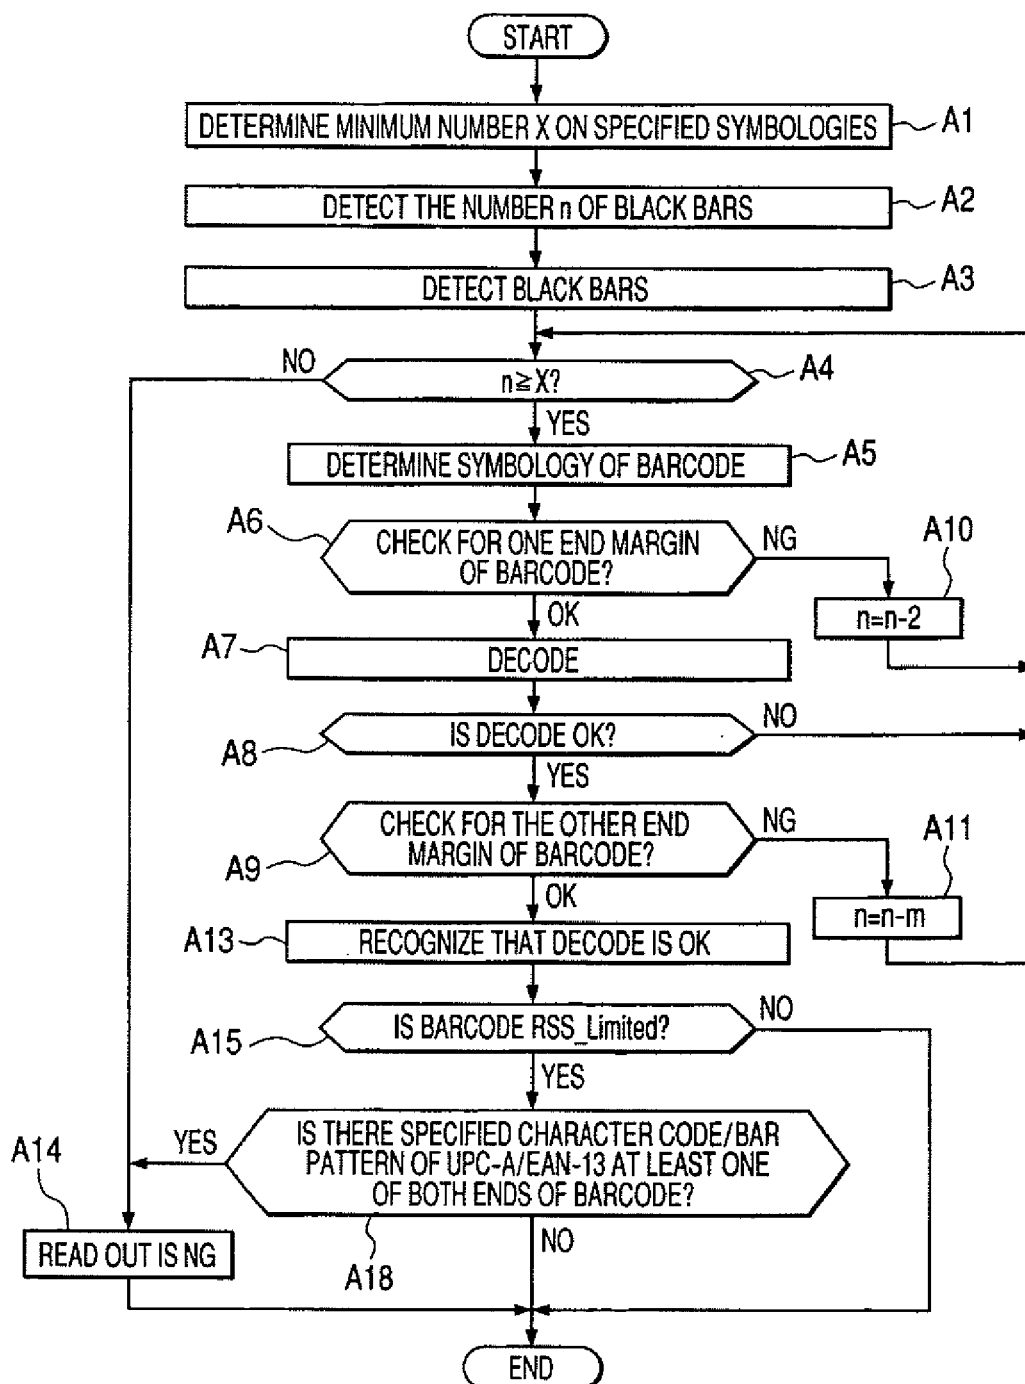 START
DETERMINE MINIMUM NUMBER X ON SPECIFIED SYMBOLOGIES
A1
DETECT THE NUMBER n OF BLACK BARS
A2
DETECT BLACK BARS
A3
NO
n≧X?
A4
YES
DETERMINE SYMBOLOGY OF BARCODE
A5
A6
CHECK FOR ONE END MARGIN
OF BARCODE?
NG
A10
OK
n=n-2
A7
DECODE
A8
IS DECODE OK?
NO
YES
A9
CHECK FOR THE OTHER END
MARGIN OF BARCODE?
NG
A11
OK
n=n-m
A13
RECOGNIZE THAT DECODE IS OK
A15
IS BARCODE RSS_Limited?
NO
YES
IS THERE SPECIFIED CHARACTER CODE/BAR
PATTERN OF UPC-A/EAN-13 AT LEAST ONE
OF BOTH ENDS OF BARCODE?
YES
A14
READ OUT IS NG
A18
NO
END